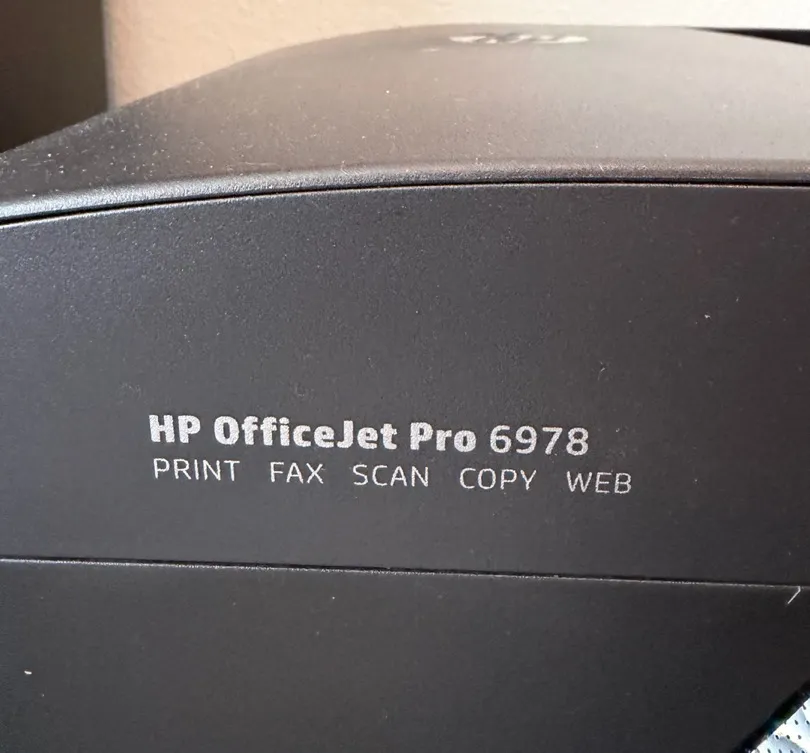 HP OfficeJet Pro 6978
PRINT FAX SCAN COPY WEB